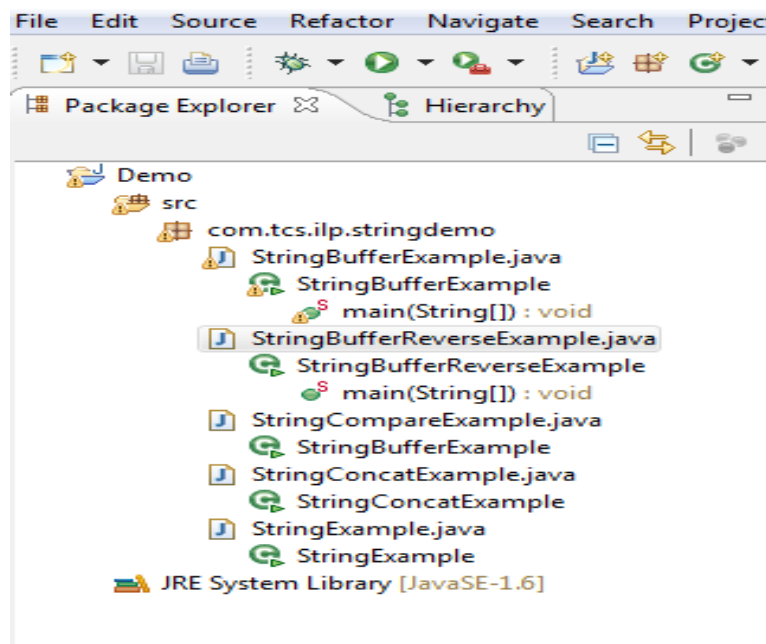 File Edit Source Refactor Navigate Search Projec
Package Explorer Hierarchy
Demo
src
com.tcs.ilp.stringdemo
StringBufferExample.java
StringBufferExample
main(String[]) : void
StringBufferReverseExample.java
StringBufferReverseExample
main(String[]) : void
StringCompareExample.java
StringBufferExample
StringConcatExample.java
StringConcatExample
StringExample.java
StringExample
JRE System Library [JavaSE-1.6]